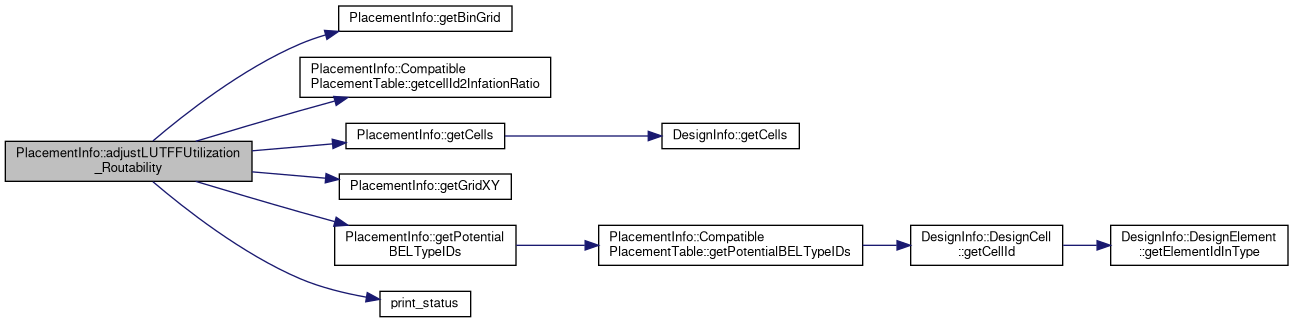 PlacementInfo::getBinGrid
PlacementInfo::Compatible
PlacementTable::getcellId2InfationRatio
PlacementInfo::getCells
DesignInfo::getCells
PlacementInfo::adjustLUTFFUtilization
_Routability
PlacementInfo::getGridXY
PlacementInfo::getPotential
BELTypeIDs
PlacementInfo::Compatible
PlacementTable::getPotentialBELTypeIDs
DesignInfo::DesignCell
::getCellId
DesignInfo::DesignElement
::getElementIdInType
print_status